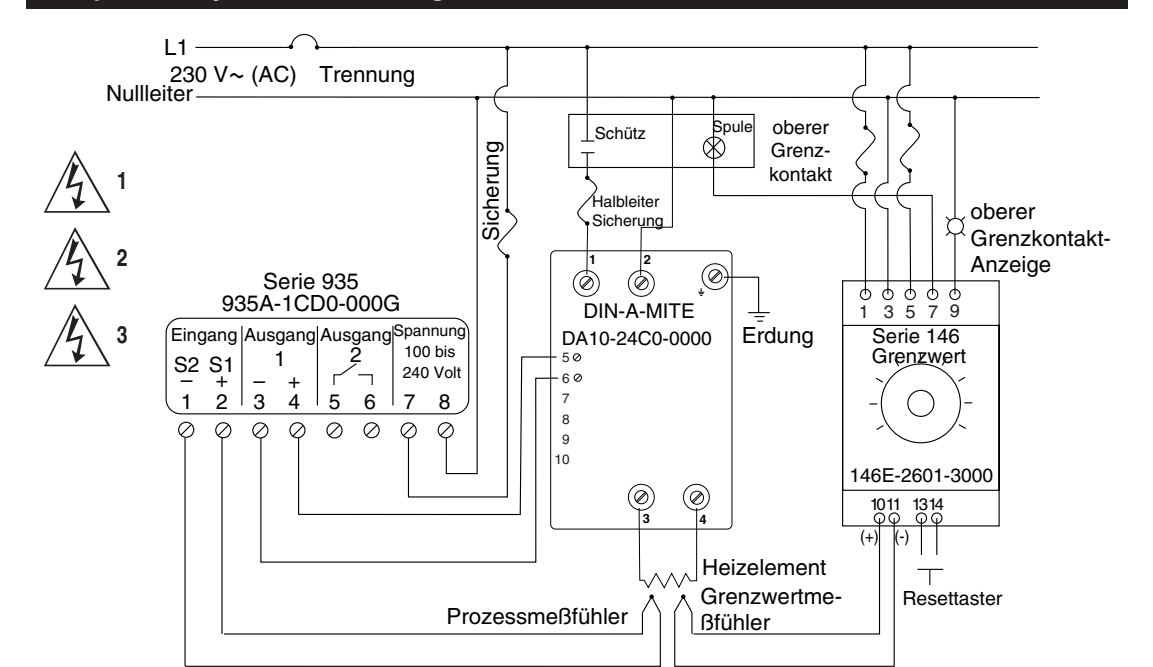 L1
230 V~ (AC) Trennung
Nullleiter
Schütz
Spule
oberer
Grenz-
kontakt
Sicherung
Halbleiter
Sicherung
oberer
Grenzkontakt-
Anzeige
1
2
3
1 2
DIN-A-MITE
DA10-24C0-0000
Erdung
5
6
7
8
9
10
3 4
Serie 935
935A-1CD0-000G
Eingang Ausgang Ausgang Spannung
1 2 100 bis
S2 S1 240 Volt
– + – +
1 2 3 4 5 6 7 8
1 3 5 7 9
Serie 146
Grenzwert
146E-2601-3000
10 11 13 14
(+) (-)
Resettaster
Heizelement
Prozessmeßfühler
Grenzwertme-
ßfühler